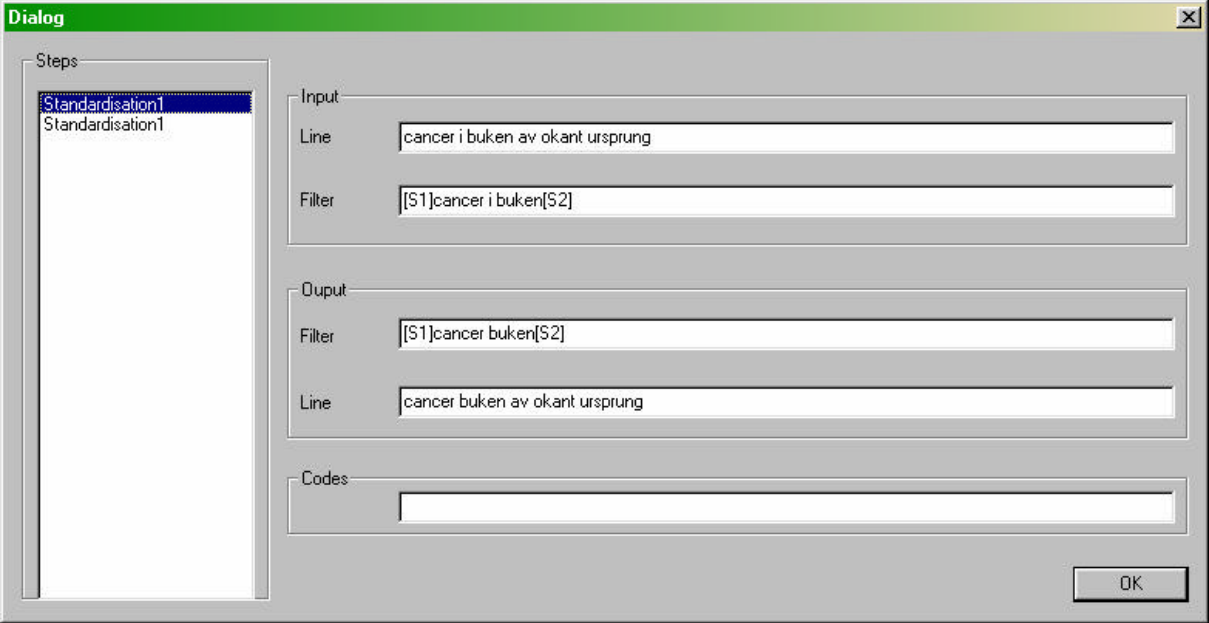 Dialog
Steps
Standardisation1
Standardisation1
Input
Line
cancer i buken av okant ursprung
Filter
[S1]cancer i buken[S2]
Ouput
Filter
[S1]cancer buken[S2]
Line
cancer buken av okant ursprung
Codes
OK